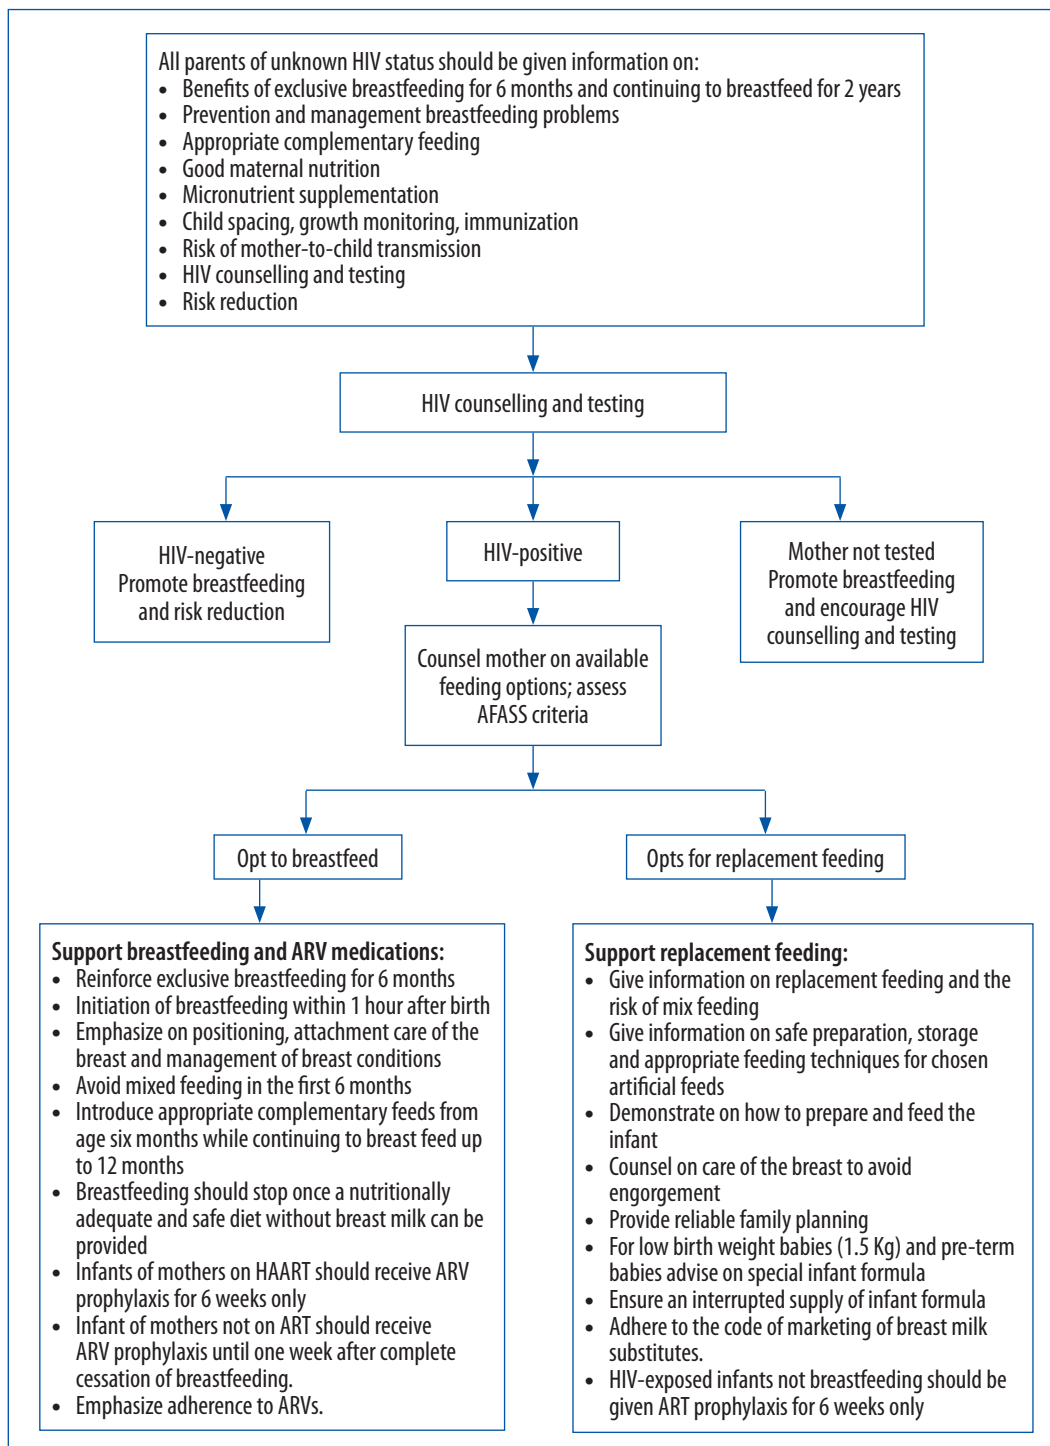 All parents of unknown HIV status should be given information on:
• Benefits of exclusive breastfeeding for 6 months and continuing to breastfeed for 2 years
• Prevention and management breastfeeding problems
• Appropriate complementary feeding
• Good maternal nutrition
• Micronutrient supplementation
• Child spacing, growth monitoring, immunization
• Risk of mother-to-child transmission
• HIV counselling and testing
• Risk reduction
HIV counselling and testing
HIV-negative
Promote breastfeeding
and risk reduction
HIV-positive
Mother not tested
Promote breastfeeding
and encourage HIV
counselling and testing
Counsel mother on available
feeding options; assess
AFASS criteria
Opt to breastfeed
Opts for replacement feeding
Support breastfeeding and ARV medications:
• Reinforce exclusive breastfeeding for 6 months
• Initiation of breastfeeding within 1 hour after birth
• Emphasize on positioning, attachment care of the
breast and management of breast conditions
• Avoid mixed feeding in the first 6 months
• Introduce appropriate complementary feeds from
age six months while continuing to breast feed up
to 12 months
• Breastfeeding should stop once a nutritionally
adequate and safe diet without breast milk can be
provided
• Infants of mothers on HAART should receive ARV
prophylaxis for 6 weeks only
• Infant of mothers not on ART should receive
ARV prophylaxis until one week after complete
cessation of breastfeeding.
• Emphasize adherence to ARVs.
Support replacement feeding:
• Give information on replacement feeding and the
risk of mix feeding
• Give information on safe preparation, storage
and appropriate feeding techniques for chosen
artificial feeds
• Demonstrate on how to prepare and feed the
infant
• Counsel on care of the breast to avoid
engorgement
• Provide reliable family planning
• For low birth weight babies (1.5 Kg) and pre-term
babies advise on special infant formula
• Ensure an interrupted supply of infant formula
• Adhere to the code of marketing of breast milk
substitutes.
• HIV-exposed infants not breastfeeding should be
given ART prophylaxis for 6 weeks only